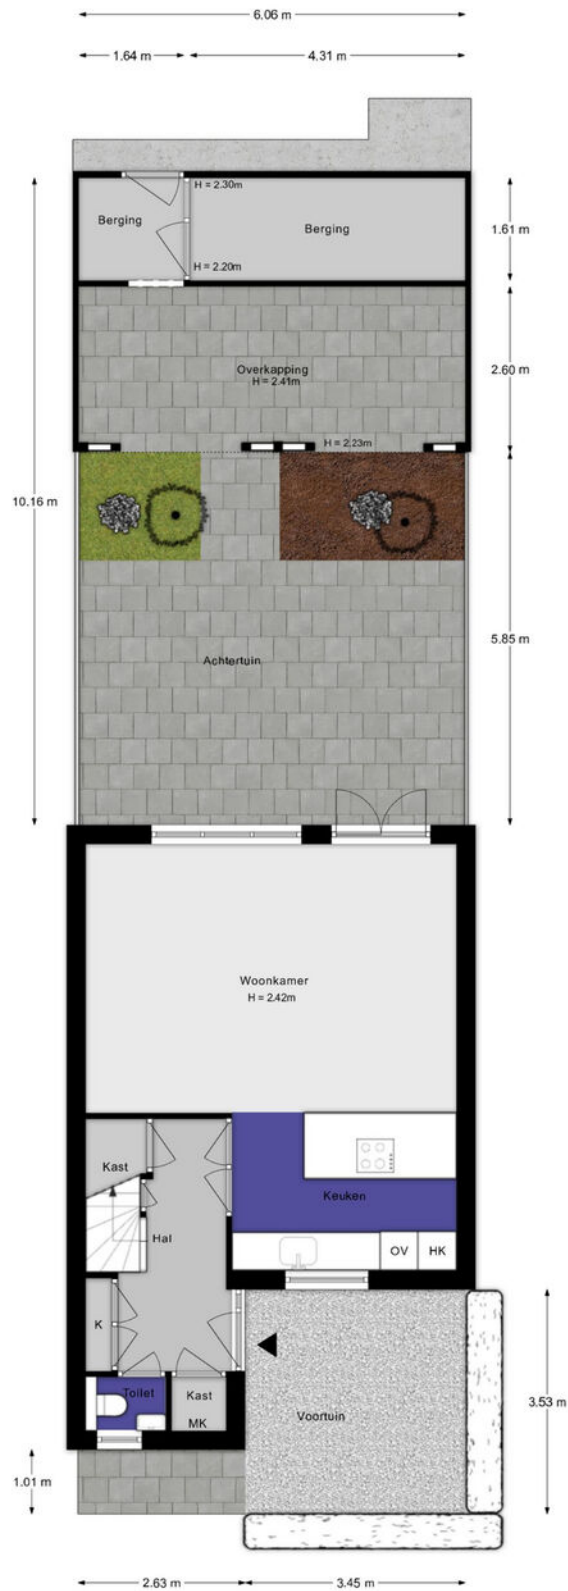 6.06 m
1.64 m
4.31 m
H = 2.30m
Berging
Berging
1.61 m
H = 2.20m
Overkapping
H = 2.41m
2.60 m
H = 2.23m
10.16 m
5.85 m
Achtertuin
Woonkamer
H = 2.42m
Kast
Keuken
Hal
OV
HK
K
Toilet
Kast
MK
Voortuin
3.53 m
1.01 m
2.63 m
3.45 m